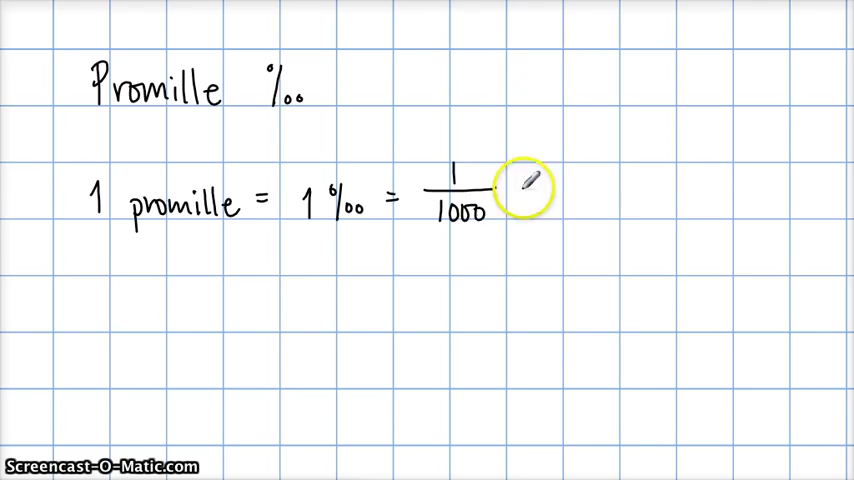 Promille ‰
1 promille = 1 ‰ = 1/1000
Screencast-O-Matic.com